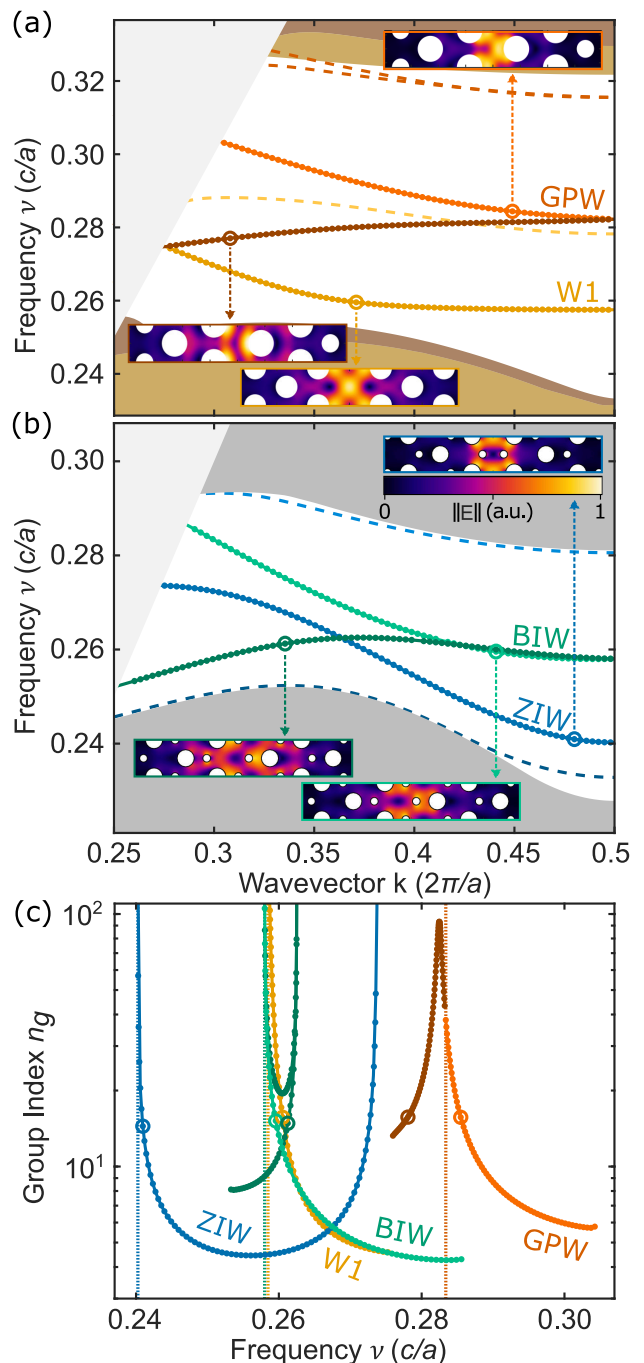 (a)
0.32
0.30
0.28
0.26
0.24
Frequency ν (c/a)
GPW
W1
(b)
0.30
0.28
0.26
0.24
Frequency ν (c/a)
0
1
||E|| (a.u.)
BIW
ZIW
0.25
0.3
0.35
0.4
0.45
0.5
Wavevector k (2π/a)
(c)
10²
10¹
Group Index n_g
ZIW
W1
BIW
GPW
0.24
0.26
0.28
0.30
Frequency ν (c/a)